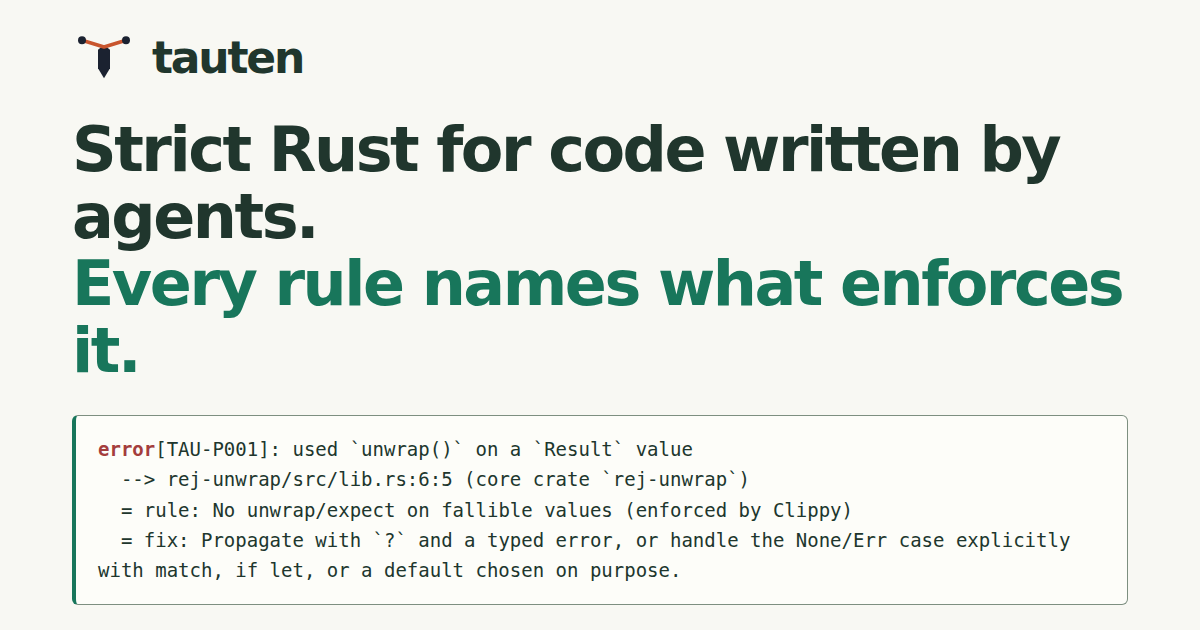 tauten
Strict Rust for code written by
agents.
Every rule names what enforces
it.
error[TAU-P001]: used `unwrap()` on a `Result` value
  --> rej-unwrap/src/lib.rs:6:5 (core crate `rej-unwrap`)
  = rule: No unwrap/expect on fallible values (enforced by Clippy)
  = fix: Propagate with `?` and a typed error, or handle the None/Err case explicitly
with match, if let, or a default chosen on purpose.